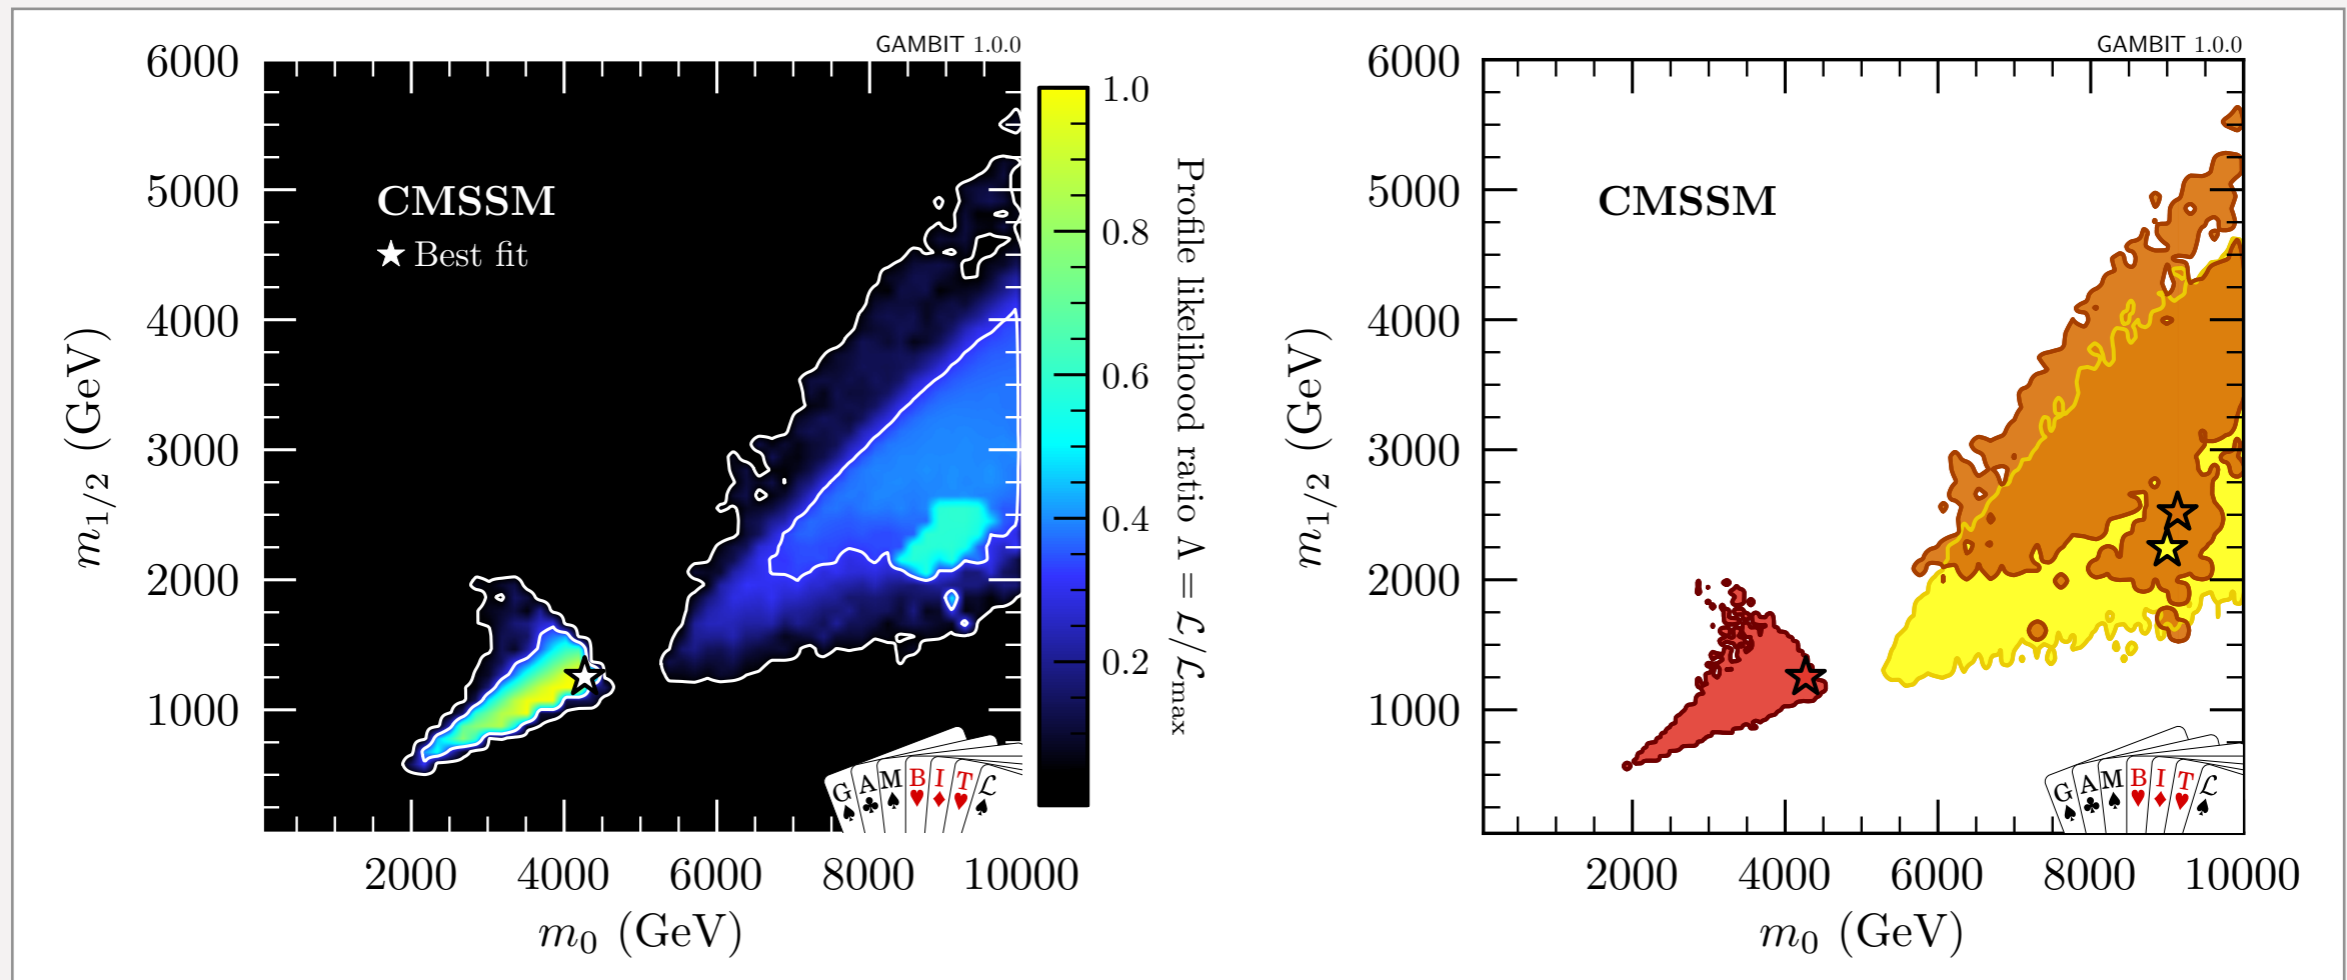 GAMBIT 1.0.0
6000
5000
4000
3000
2000
1000
m1/2 (GeV)
CMSSM
★ Best fit
G A M B I T L
2000 4000 6000 8000 10000
m0 (GeV)
1.0
0.8
0.6
0.4
0.2
Profile likelihood ratio Λ = ℒ/ℒmax
GAMBIT 1.0.0
6000
5000
4000
3000
2000
1000
m1/2 (GeV)
CMSSM
G A M B I T L
2000 4000 6000 8000 10000
m0 (GeV)